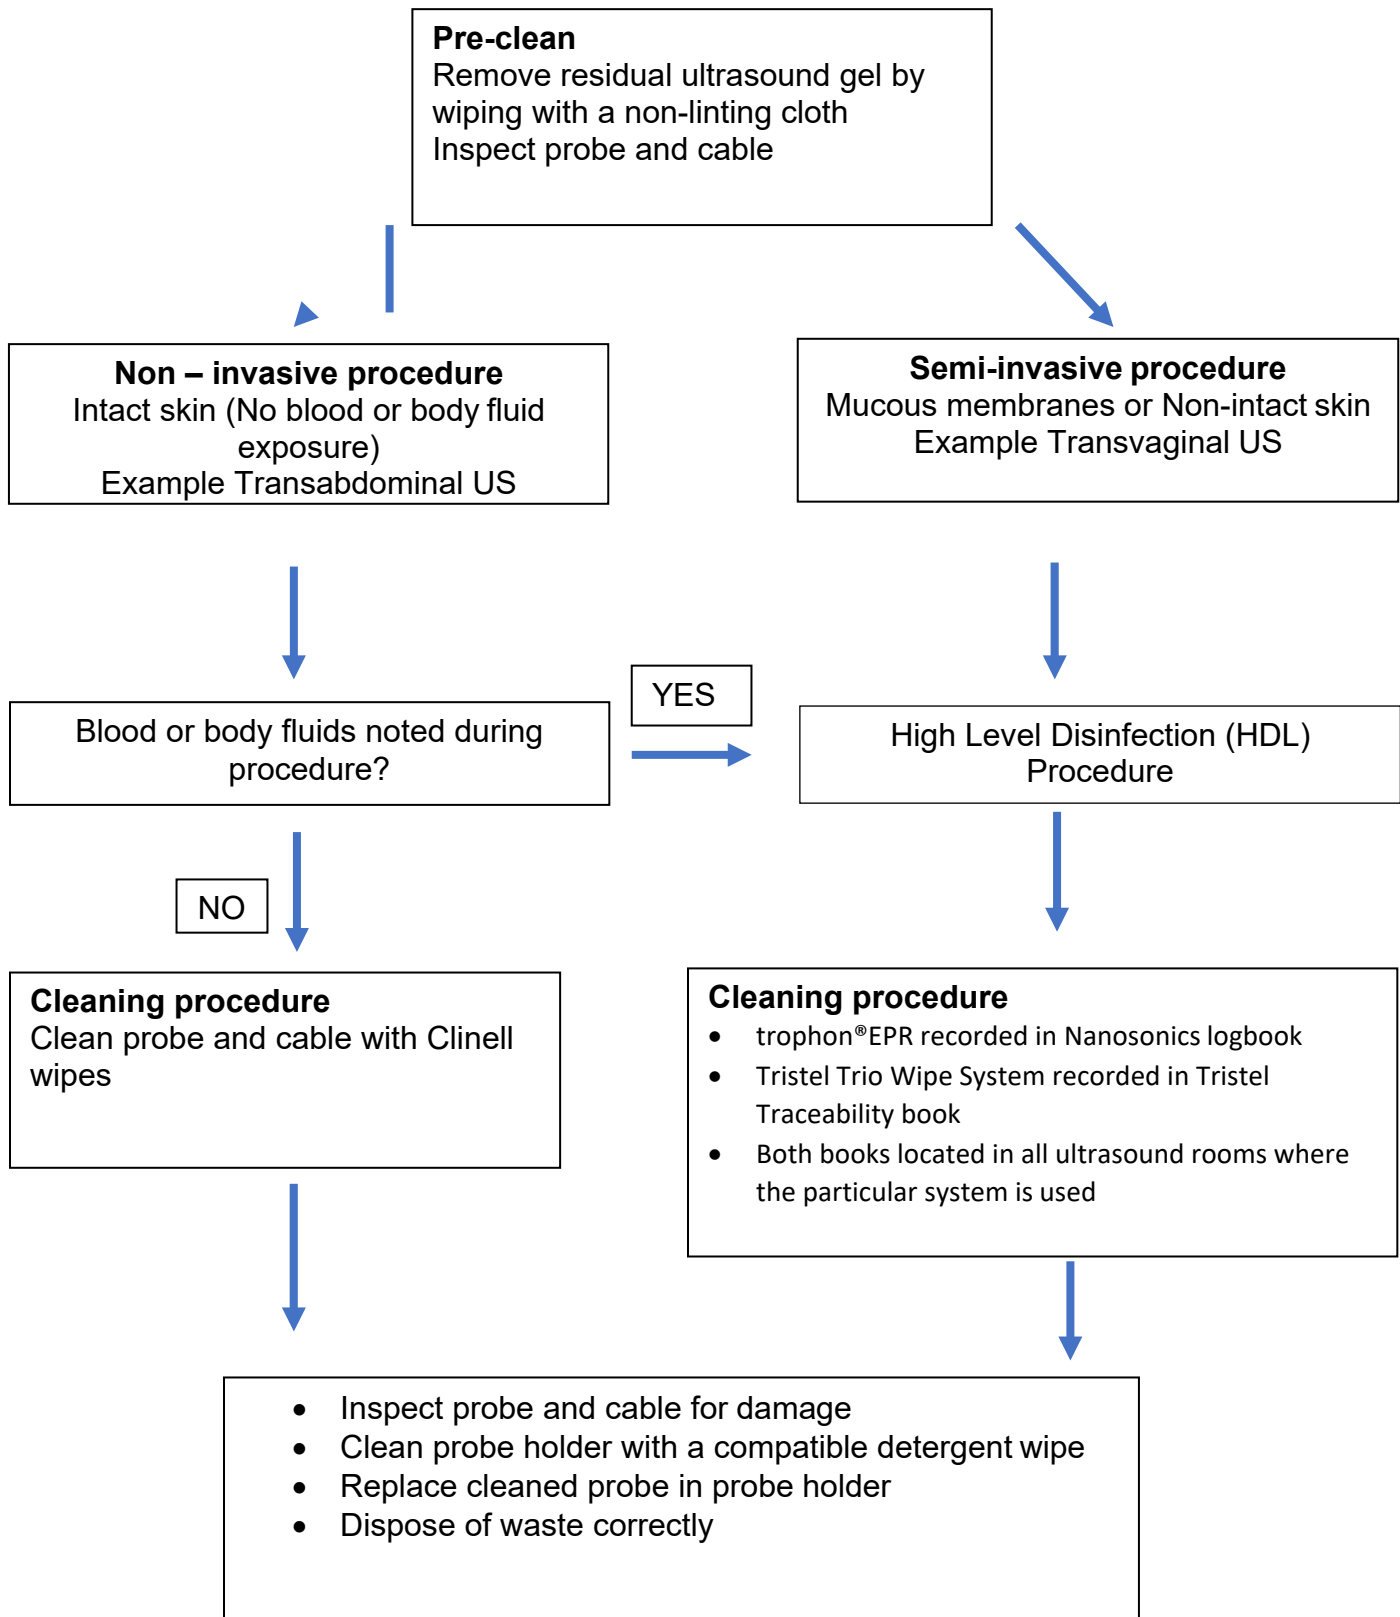 Pre-clean
Remove residual ultrasound gel by
wiping with a non-linting cloth
Inspect probe and cable
Non – invasive procedure
Intact skin (No blood or body fluid
exposure)
Example Transabdominal US
Semi-invasive procedure
Mucous membranes or Non-intact skin
Example Transvaginal US
Blood or body fluids noted during
procedure?
YES
High Level Disinfection (HDL)
Procedure
NO
Cleaning procedure
Clean probe and cable with Clinell
wipes
Cleaning procedure
• trophon®EPR recorded in Nanosonics logbook
• Tristel Trio Wipe System recorded in Tristel
Traceability book
• Both books located in all ultrasound rooms where
the particular system is used
• Inspect probe and cable for damage
• Clean probe holder with a compatible detergent wipe
• Replace cleaned probe in probe holder
• Dispose of waste correctly